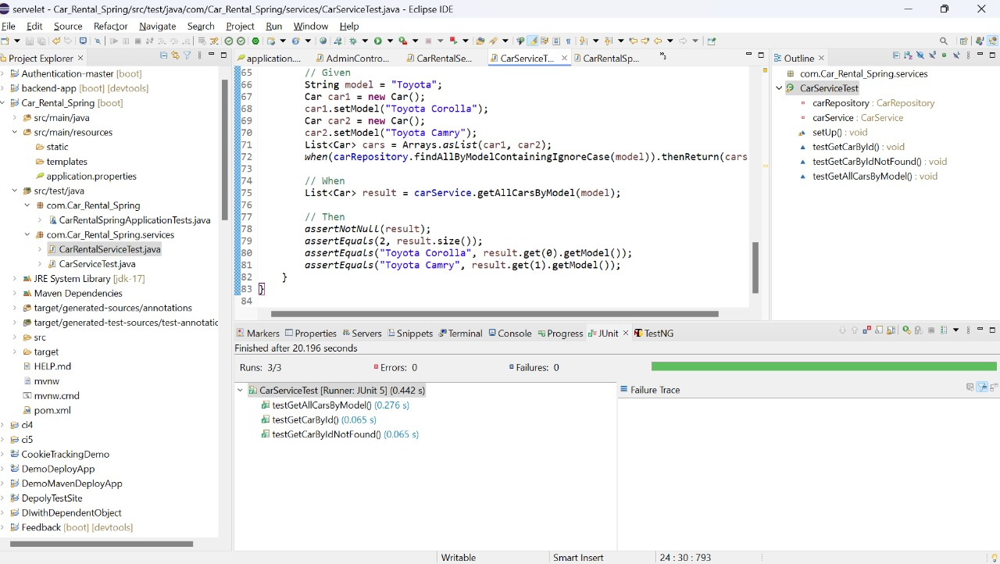 servelet - Car_Rental_Spring/src/test/java/com/Car_Rental_Spring/services/CarServiceTest.java - Eclipse IDE
File Edit Source Refactor Navigate Search Project Run Window Help
Project Explorer
Authentication-master [boot]
backend-app [boot] [devtools]
Car_Rental_Spring [boot]
src/main/java
src/main/resources
static
templates
application.properties
src/test/java
com.Car_Rental_Spring
CarRentalSpringApplicationTests.java
com.Car_Rental_Spring.services
CarRentalServiceTest.java
CarServiceTest.java
JRE System Library [jdk-17]
Maven Dependencies
target/generated-sources/annotations
target/generated-test-sources/test-annotatic
src
target
HELP.md
mvnw
mvnw.cmd
pom.xml
ci4
ci5
CookieTrackingDemo
DemoDeployApp
DemoMavenDeployApp
DepolyTestSite
DIwithDependentObject
Feedback [boot] [devtools]
application.... AdminContro... CarRentalSe... CarServiceT... CarRentalSp... »5
65 // Given
66 String model = "Toyota";
67 Car car1 = new Car();
68 car1.setModel("Toyota Corolla");
69 Car car2 = new Car();
70 car2.setModel("Toyota Camry");
71 List<Car> cars = Arrays.asList(car1, car2);
72 when(carRepository.findAllByModelContainingIgnoreCase(model)).thenReturn(cars
73
74 // When
75 List<Car> result = carService.getAllCarsByModel(model);
76
77 // Then
78 assertNotNull(result);
79 assertEquals(2, result.size());
80 assertEquals("Toyota Corolla", result.get(0).getModel());
81 assertEquals("Toyota Camry", result.get(1).getModel());
82 }
83 }
84
Outline
com.Car_Rental_Spring.services
CarServiceTest
carRepository : CarRepository
carService : CarService
setUp() : void
testGetCarById() : void
testGetCarByIdNotFound() : void
testGetAllCarsByModel() : void
Markers Properties Servers Snippets Terminal Console Progress JUnit TestNG
Finished after 20.196 seconds
Runs: 3/3 Errors: 0 Failures: 0
CarServiceTest [Runner: JUnit 5] (0.442 s)
testGetAllCarsByModel() (0.276 s)
testGetCarById() (0.065 s)
testGetCarByIdNotFound() (0.065 s)
Failure Trace
Writable Smart Insert 24 : 30 : 793